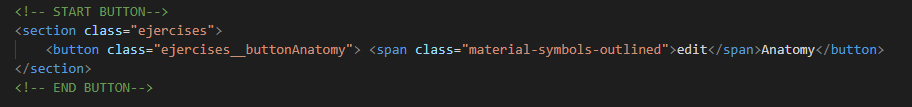 <!-- START BUTTON-->
<section class="ejercises">
<button class="ejercises__buttonAnatomy"> <span class="material-symbols-outlined">edit</span>Anatomy</button>
</section>
<!-- END BUTTON-->